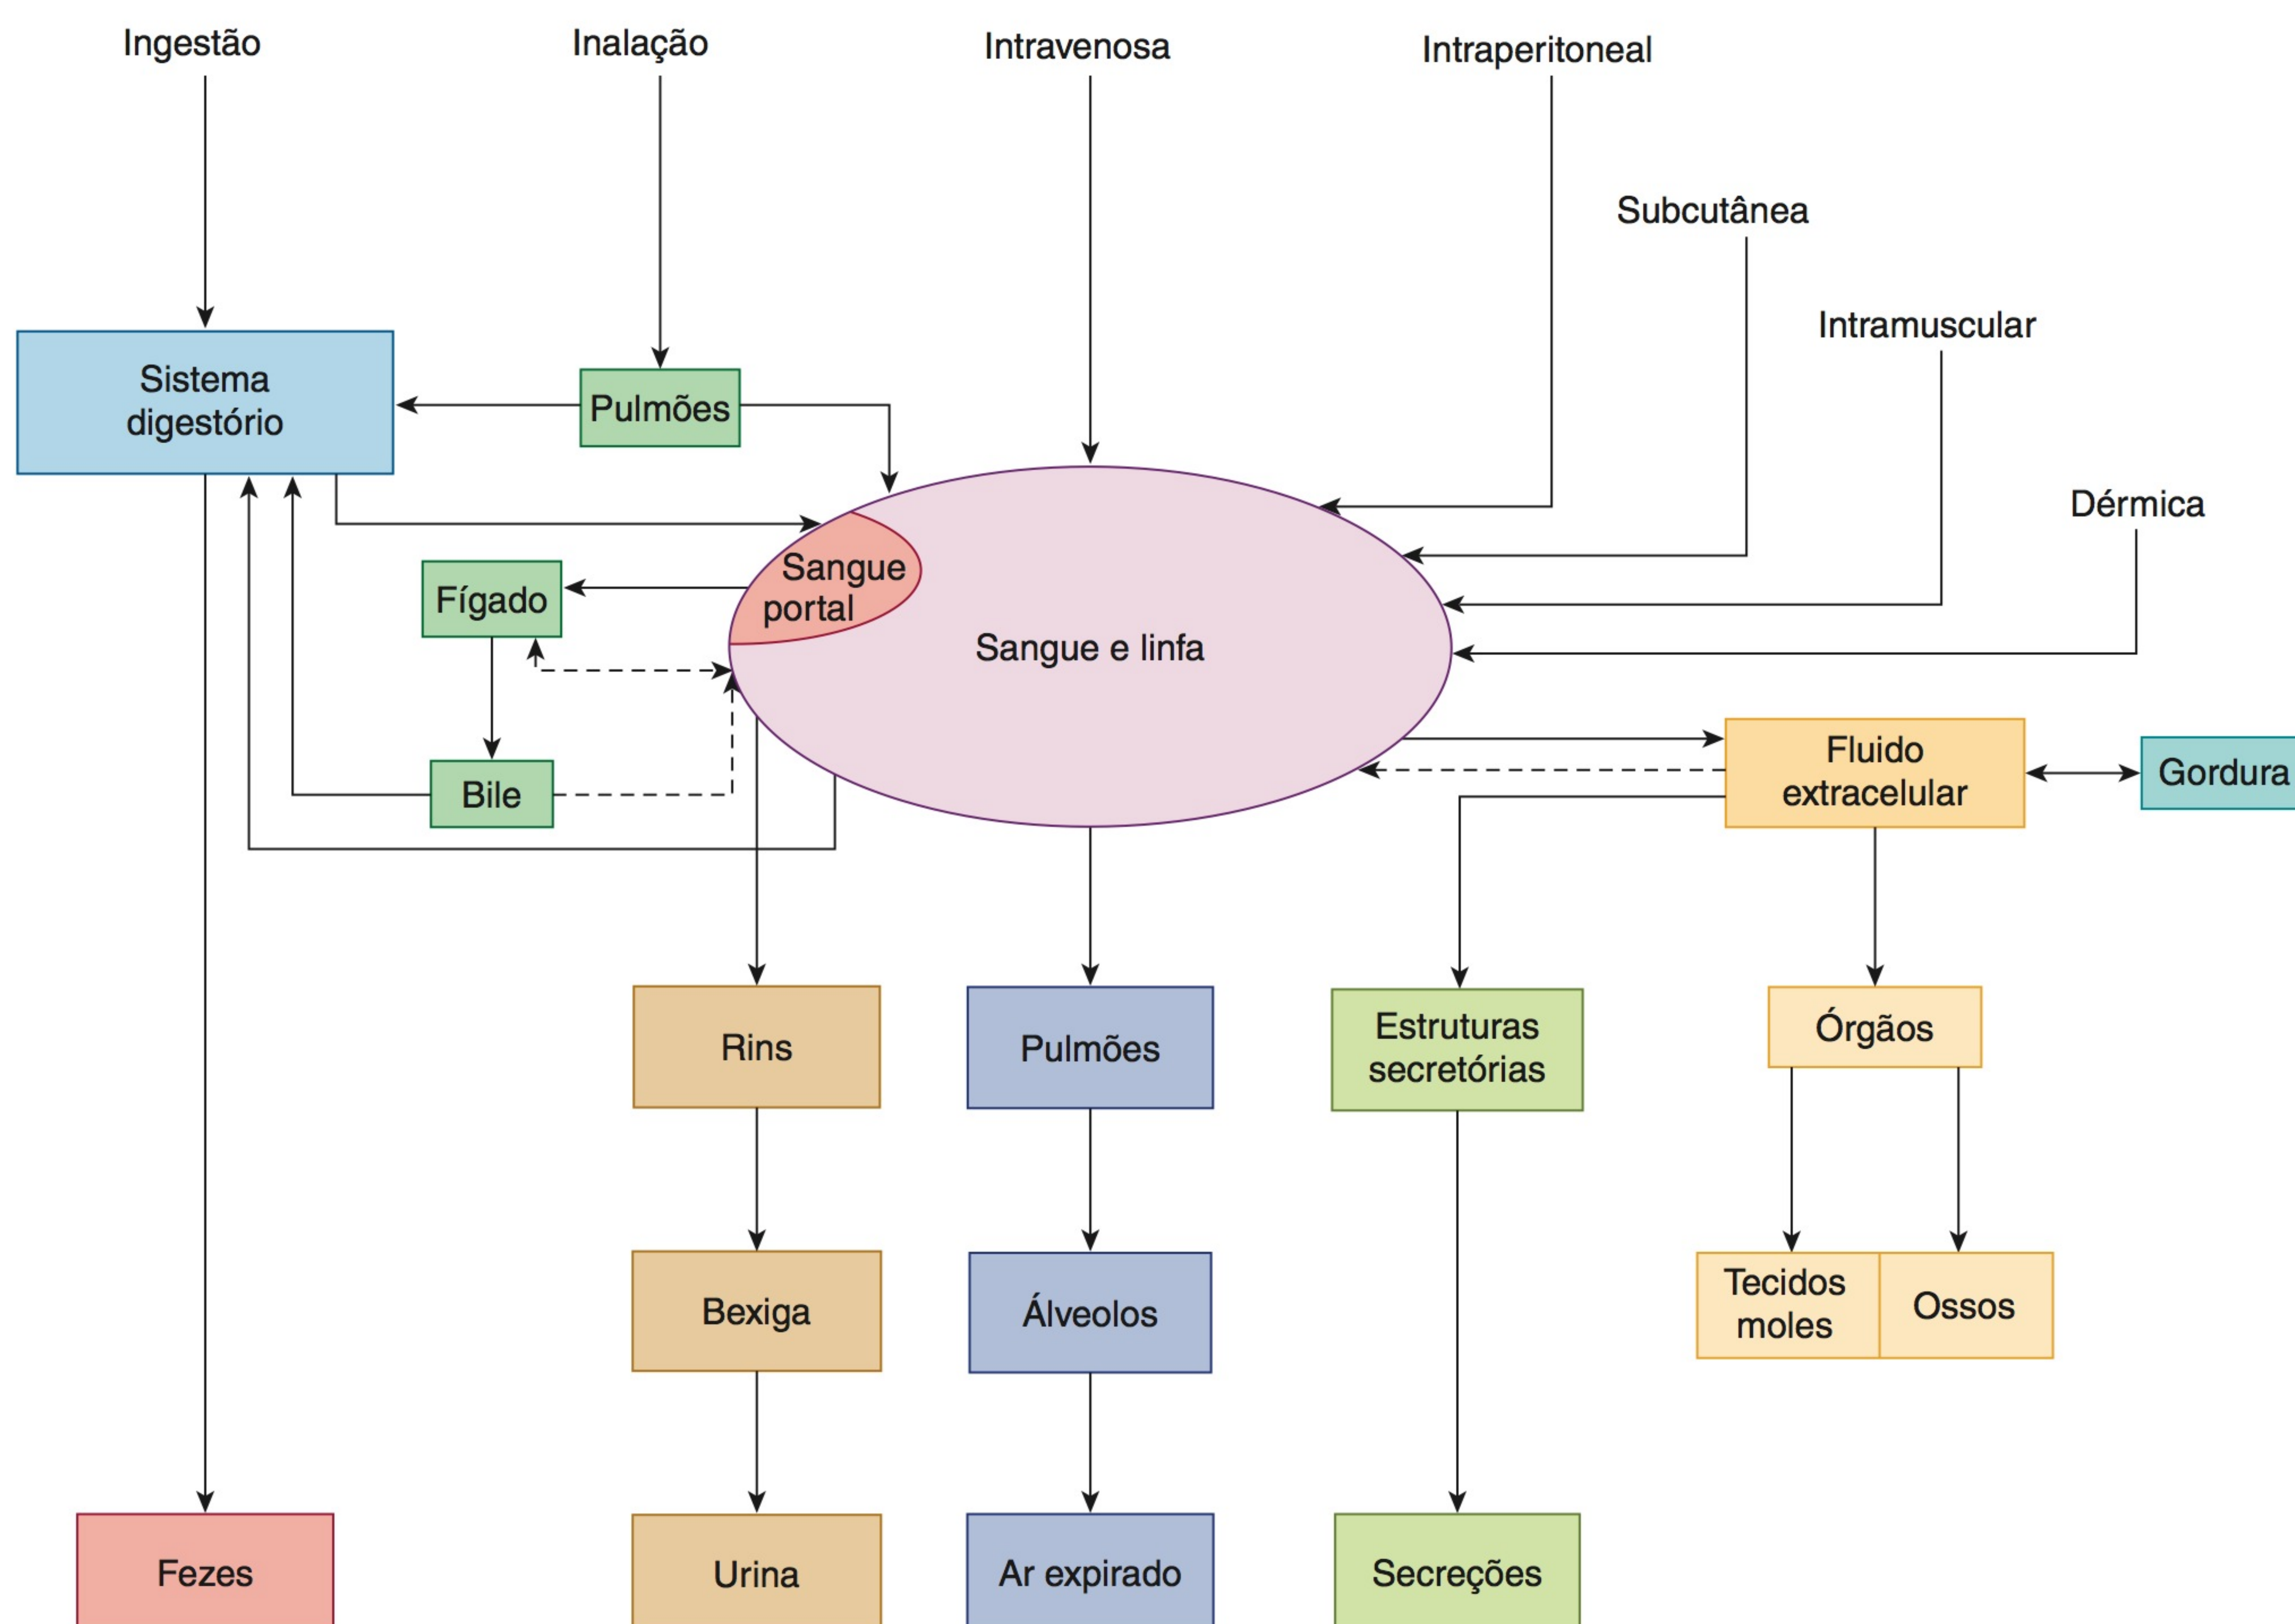 Ingestão
Inalação
Intravenosa
Intraperitoneal
Subcutânea
Intramuscular
Dérmica
Sistema
digestório
Pulmões
Sangue
portal
Fígado
Sangue e linfa
Bile
Fluido
extracelular
Gordura
Rins
Pulmões
Estruturas
secretórias
Órgãos
Bexiga
Álveolos
Tecidos
moles
Ossos
Fezes
Urina
Ar expirado
Secreções